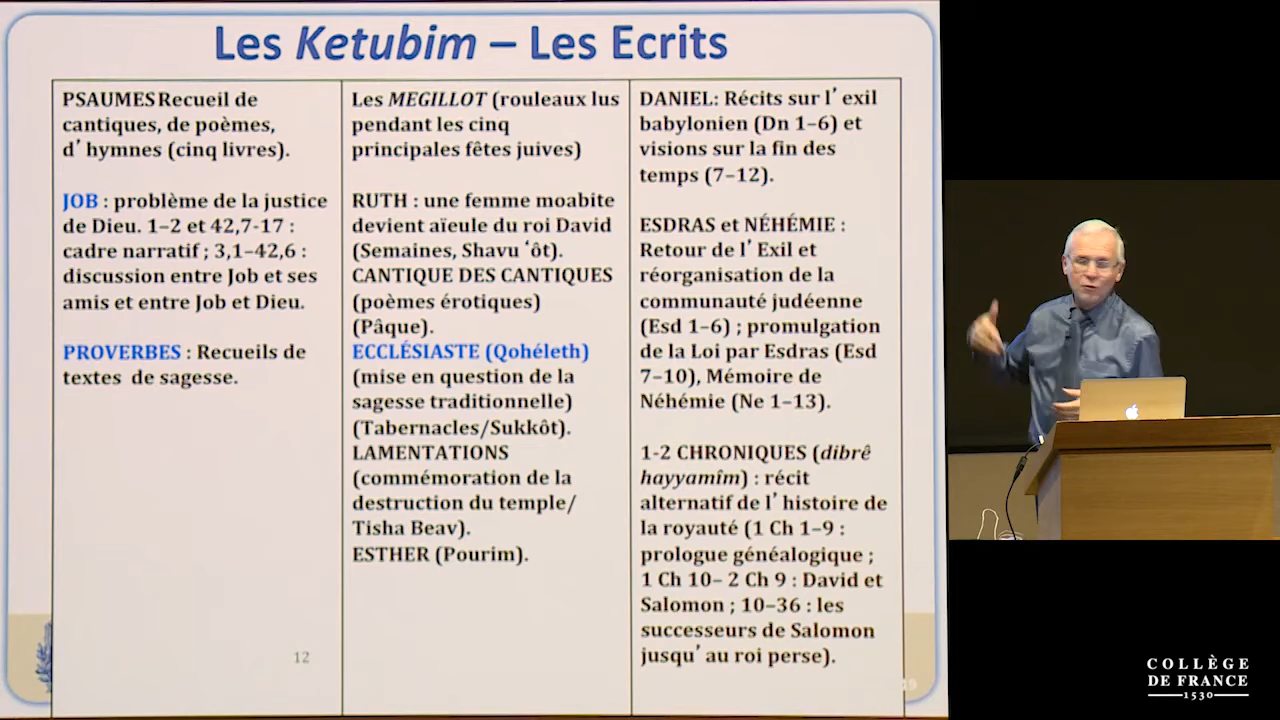 Les Ketubim – Les Ecrits
PSAUMES Recueil de
cantiques, de poèmes,
d’ hymnes (cinq livres).
JOB : problème de la justice
de Dieu. 1–2 et 42,7-17 :
cadre narratif ; 3,1–42,6 :
discussion entre Job et ses
amis et entre Job et Dieu.
PROVERBES : Recueils de
textes de sagesse.
12
Les MEGILLOT (rouleaux lus
pendant les cinq
principales fêtes juives)
RUTH : une femme moabite
devient aïeule du roi David
(Semaines, Shavu ‘ôt).
CANTIQUE DES CANTIQUES
(poèmes érotiques)
(Pâque).
ECCLÉSIASTE (Qohéleth)
(mise en question de la
sagesse traditionnelle)
(Tabernacles/Sukkôt).
LAMENTATIONS
(commémoration de la
destruction du temple/
Tisha Beav).
ESTHER (Pourim).
DANIEL: Récits sur l’ exil
babylonien (Dn 1–6) et
visions sur la fin des
temps (7–12).
ESDRAS et NÉHÉMIE :
Retour de l’ Exil et
réorganisation de la
communauté judéenne
(Esd 1–6) ; promulgation
de la Loi par Esdras (Esd
7–10), Mémoire de
Néhémie (Ne 1–13).
1-2 CHRONIQUES (dibrê
hayyamîm) : récit
alternatif de l’ histoire de
la royauté (1 Ch 1–9 :
prologue généalogique ;
1 Ch 10– 2 Ch 9 : David et
Salomon ; 10–36 : les
successeurs de Salomon
jusqu’ au roi perse).
COLLÈGE
DE FRANCE
1530